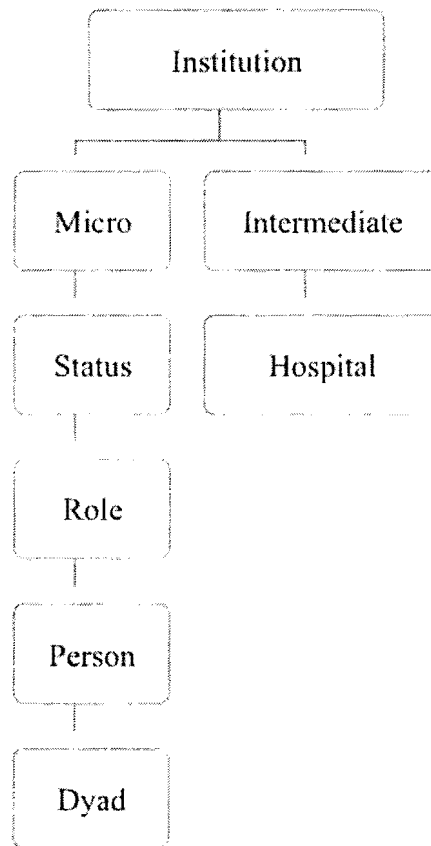 Institution
Micro
Intermediate
Status
Hospital
Role
Person
Dyad